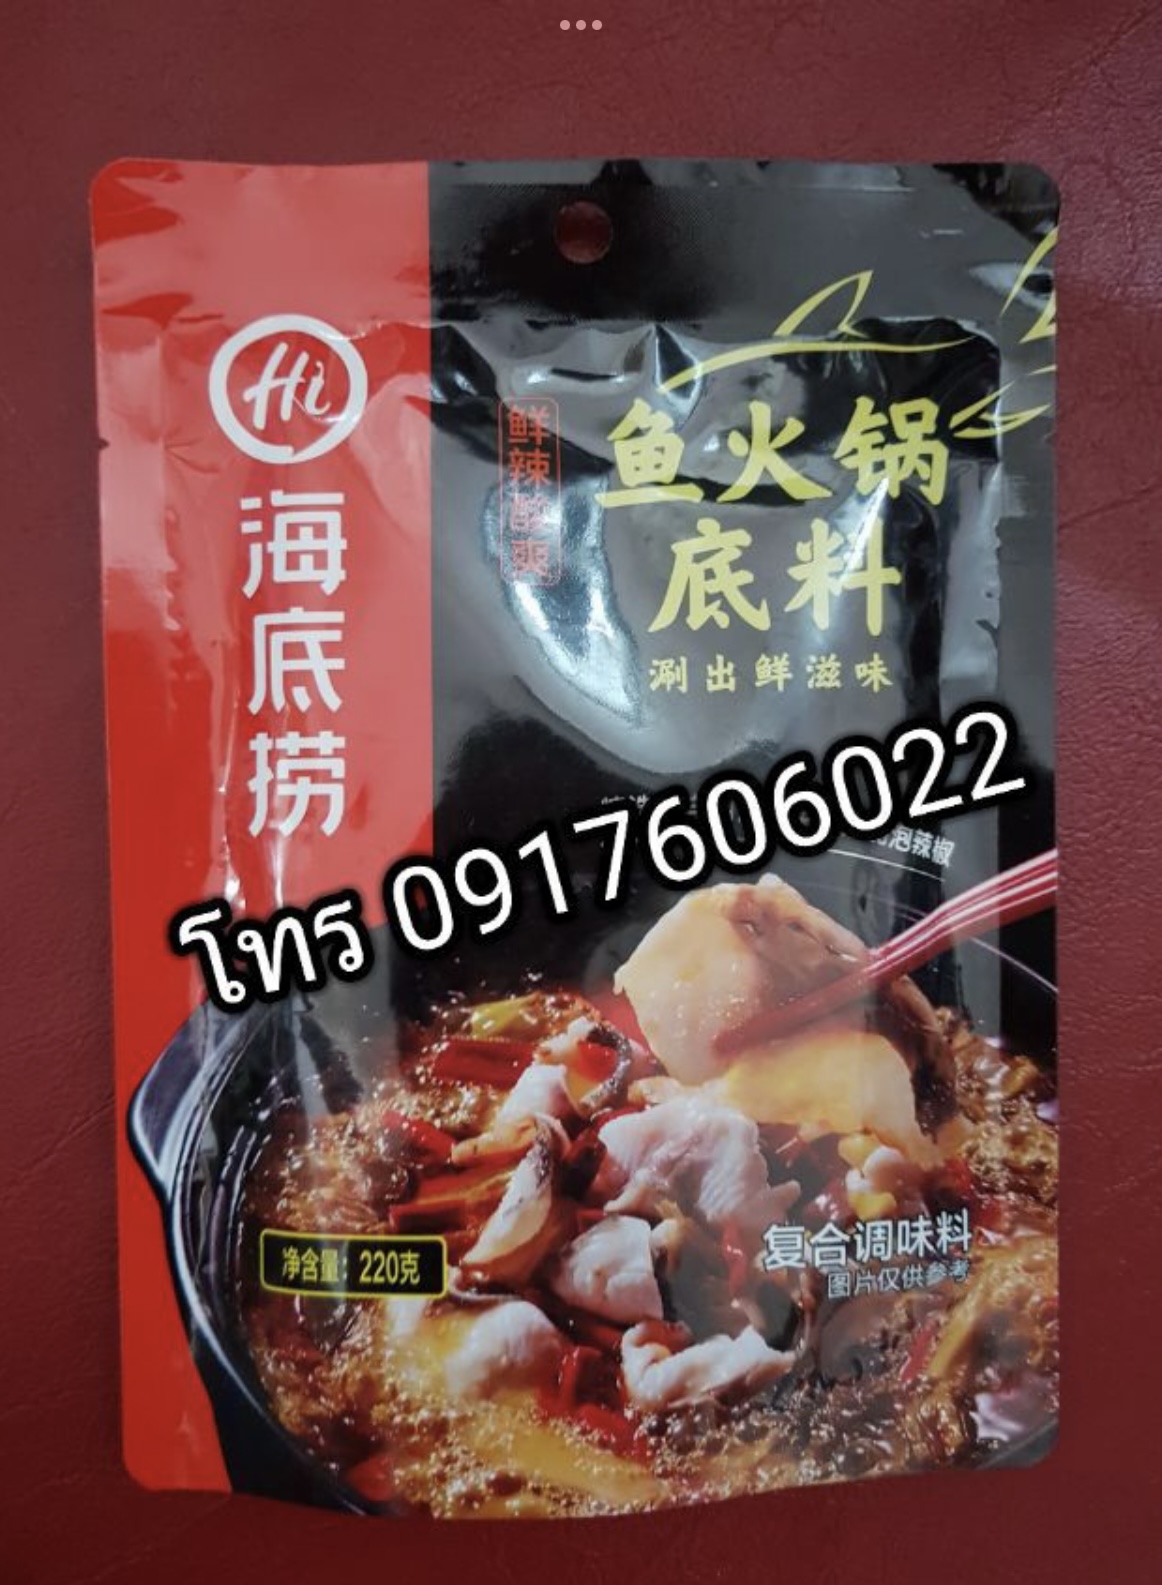 Hi
海底捞
鲜辣酸爽
鱼火锅
底料
涮出鲜滋味
泡辣椒
โทร 0917606022
净含量：220克
复合调味料
图片仅供参考